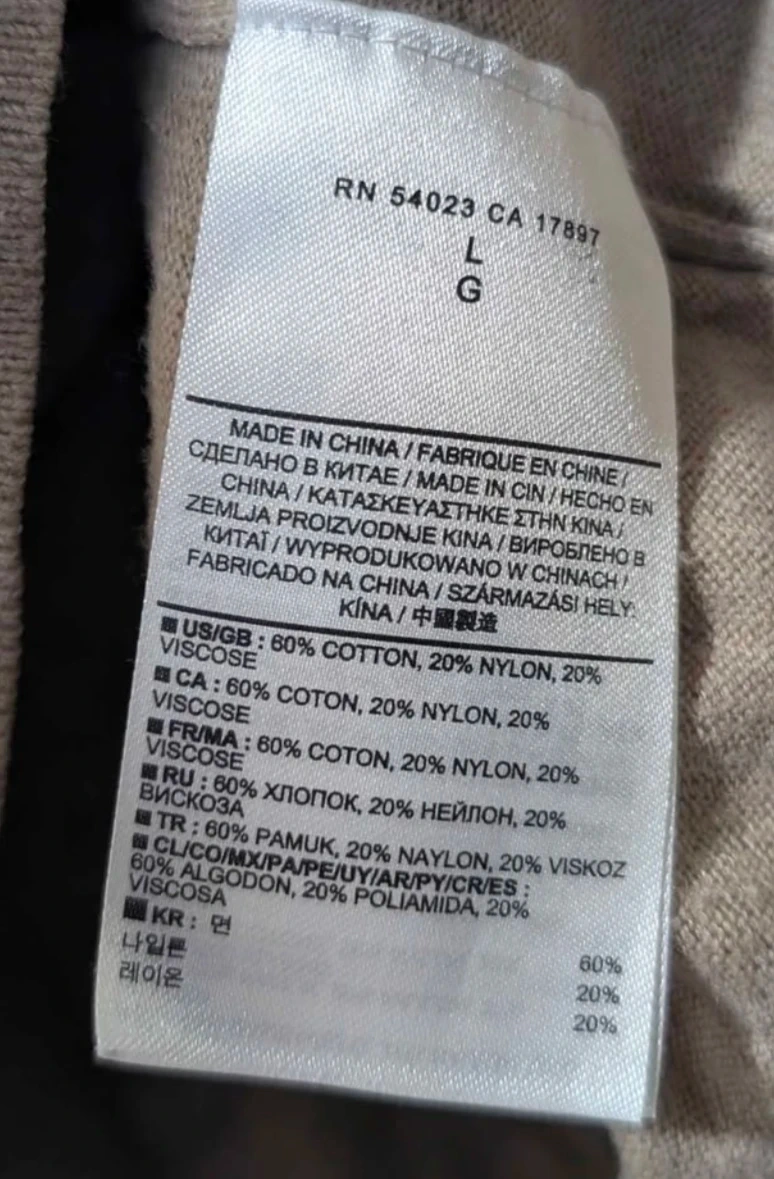 RN 54023 CA 17897
L
G
MADE IN CHINA / FABRIQUE EN CHINE /
СДЕЛАНО В КИТАЕ / MADE IN CIN / HECHO EN
CHINA / ΚΑΤΑΣΚΕΥΑΣΤΗΚΕ ΣΤΗΝ ΚΙΝΑ /
ZEMLJA PROIZVODNJE KINA / ВИРОБЛЕНО В
КИТАЇ / WYPRODUKOWANO W CHINACH /
FABRICADO NA CHINA / SZÁRMAZÁSI HELY:
KÍNA / 中國製造
US/GB : 60% COTTON, 20% NYLON, 20%
VISCOSE
CA : 60% COTON, 20% NYLON, 20%
VISCOSE
FR/MA : 60% COTON, 20% NYLON, 20%
VISCOSE
RU : 60% ХЛОПОК, 20% НЕЙЛОН, 20%
ВИСКОЗА
TR : 60% PAMUK, 20% NAYLON, 20% VISKOZ
CL/CO/MX/PA/PE/UY/AR/PY/CR/ES :
60% ALGODON, 20% POLIAMIDA, 20%
VISCOSA
KR : 면 60%
나일론 20%
레이온 20%